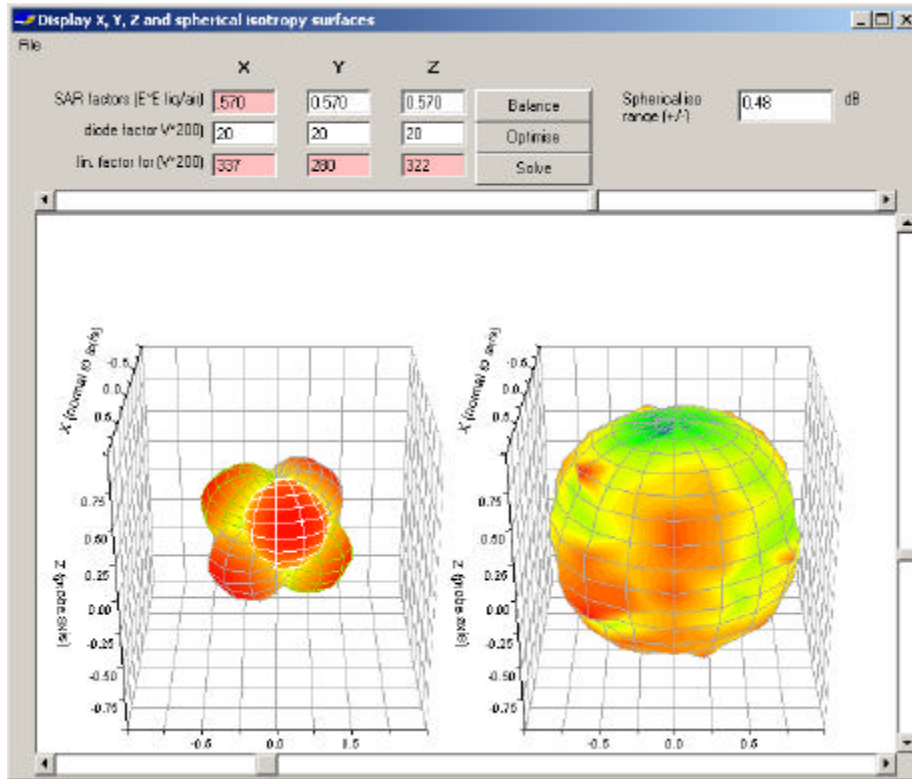 Display X, Y, Z and spherical isotropy surfaces
File
X Y Z
SAR factors (E*E liq/air) .570 0.570 0.570 Balance Spherical iso range (+/-) 0.48 dB
diode factor V*200) 20 20 20 Optimise
lin. factor for (V*200) 337 280 322 Solve
X (normal to axis)
-0.5
0.0
0.5
0.75
0.50
0.25
0.00
-0.25
-0.50
-0.75
Z (probe axis)
-0.5 0.0 0.5
X (normal to axis)
-0.5
0.0
0.5
0.75
0.50
0.25
0.00
-0.25
-0.50
-0.75
Z (probe axis)
-0.5 0.0 0.5